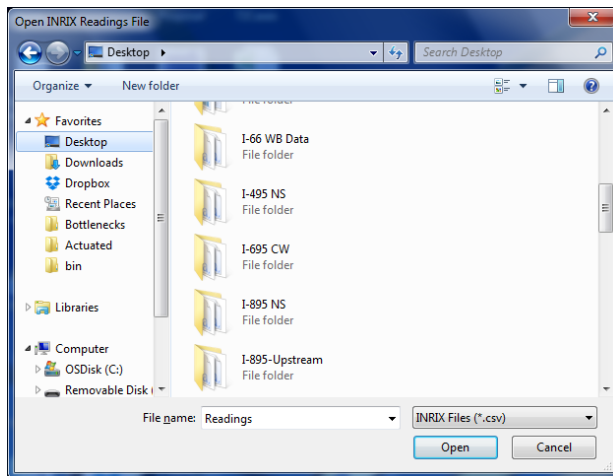 Open INRIX Readings File
Desktop
Search Desktop
Organize
New folder
Favorites
Desktop
Downloads
Dropbox
Recent Places
Bottlenecks
Actuated
bin
Libraries
Computer
OSDisk (C:)
Removable Disk
File folder
I-66 WB Data
File folder
I-495 NS
File folder
I-695 CW
File folder
I-895 NS
File folder
I-895-Upstream
File folder
File name:
Readings
INRIX Files (*.csv)
Open
Cancel